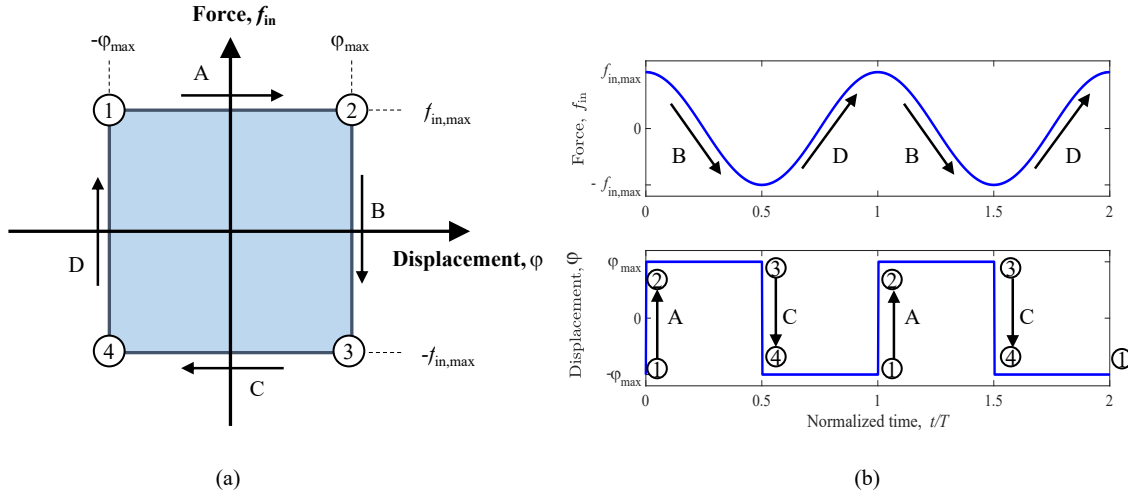 Force, f_in
-φ_max
φ_max
A
1
2
f_in,max
B
Displacement, φ
D
4
3
-f_in,max
C
(a)
Force, f_in
f_in,max
0
- f_in,max
B
D
B
D
0
0.5
1
1.5
2
Displacement, φ
φ_max
0
-φ_max
2
3
2
3
A
C
A
C
1
4
1
4
1
0
0.5
1
1.5
2
Normalized time, t/T
(b)